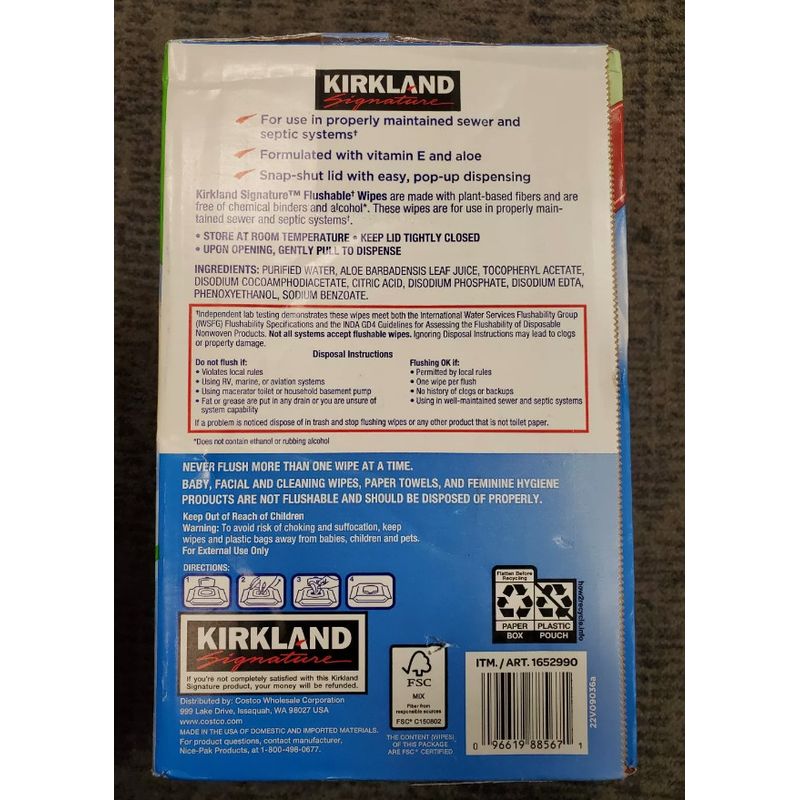 KIRKLAND
Signature
For use in properly maintained sewer and
septic systems†
Formulated with vitamin E and aloe
Snap-shut lid with easy, pop-up dispensing
Kirkland Signature™ Flushable† Wipes are made with plant-based fibers and are
free of chemical binders and alcohol*. These wipes are for use in properly main-
tained sewer and septic systems†.
• STORE AT ROOM TEMPERATURE • KEEP LID TIGHTLY CLOSED
• UPON OPENING, GENTLY PULL TO DISPENSE
INGREDIENTS: PURIFIED WATER, ALOE BARBADENSIS LEAF JUICE, TOCOPHERYL ACETATE,
DISODIUM COCOAMPHODIACETATE, CITRIC ACID, DISODIUM PHOSPHATE, DISODIUM EDTA,
PHENOXYETHANOL, SODIUM BENZOATE.
†Independent lab testing demonstrates these wipes meet both the International Water Services Flushability Group
(IWSFG) Flushability Specifications and the INDA GD4 Guidelines for Assessing the Flushability of Disposable
Nonwoven Products. Not all systems accept flushable wipes. Ignoring Disposal Instructions may lead to clogs
or property damage.
Disposal Instructions
Do not flush if:
• Violates local rules
• Using RV, marine, or aviation systems
• Using macerator toilet or household basement pump
• Fat or grease are put in any drain or you are unsure of
system capability
Flushing OK if:
• Permitted by local rules
• One wipe per flush
• No history of clogs or backups
• Using in well-maintained sewer and septic systems
If a problem is noticed dispose of in trash and stop flushing wipes or any other product that is not toilet paper.
*Does not contain ethanol or rubbing alcohol
NEVER FLUSH MORE THAN ONE WIPE AT A TIME.
BABY, FACIAL AND CLEANING WIPES, PAPER TOWELS, AND FEMININE HYGIENE
PRODUCTS ARE NOT FLUSHABLE AND SHOULD BE DISPOSED OF PROPERLY.
Keep Out of Reach of Children
Warning: To avoid risk of choking and suffocation, keep
wipes and plastic bags away from babies, children and pets.
For External Use Only
DIRECTIONS:
1 2 3 4
KIRKLAND
Signature
If you're not completely satisfied with this Kirkland
Signature product, your money will be refunded.
Distributed by: Costco Wholesale Corporation
999 Lake Drive, Issaquah, WA 98027 USA
www.costco.com
MADE IN THE USA OF DOMESTIC AND IMPORTED MATERIALS.
For product questions, contact manufacturer.
Nice-Pak Products, at 1-800-498-0677.
FSC
MIX
Fiber from
responsible sources
FSC® C150802
THE CONTENT (WIPES)
OF THIS PACKAGE
ARE FSC® CERTIFIED
Flatten Before
Recycling
PAPER
BOX
PLASTIC
POUCH
how2recycle.info
ITM./ART. 1652990
0 96619 88567 1
22V09036a